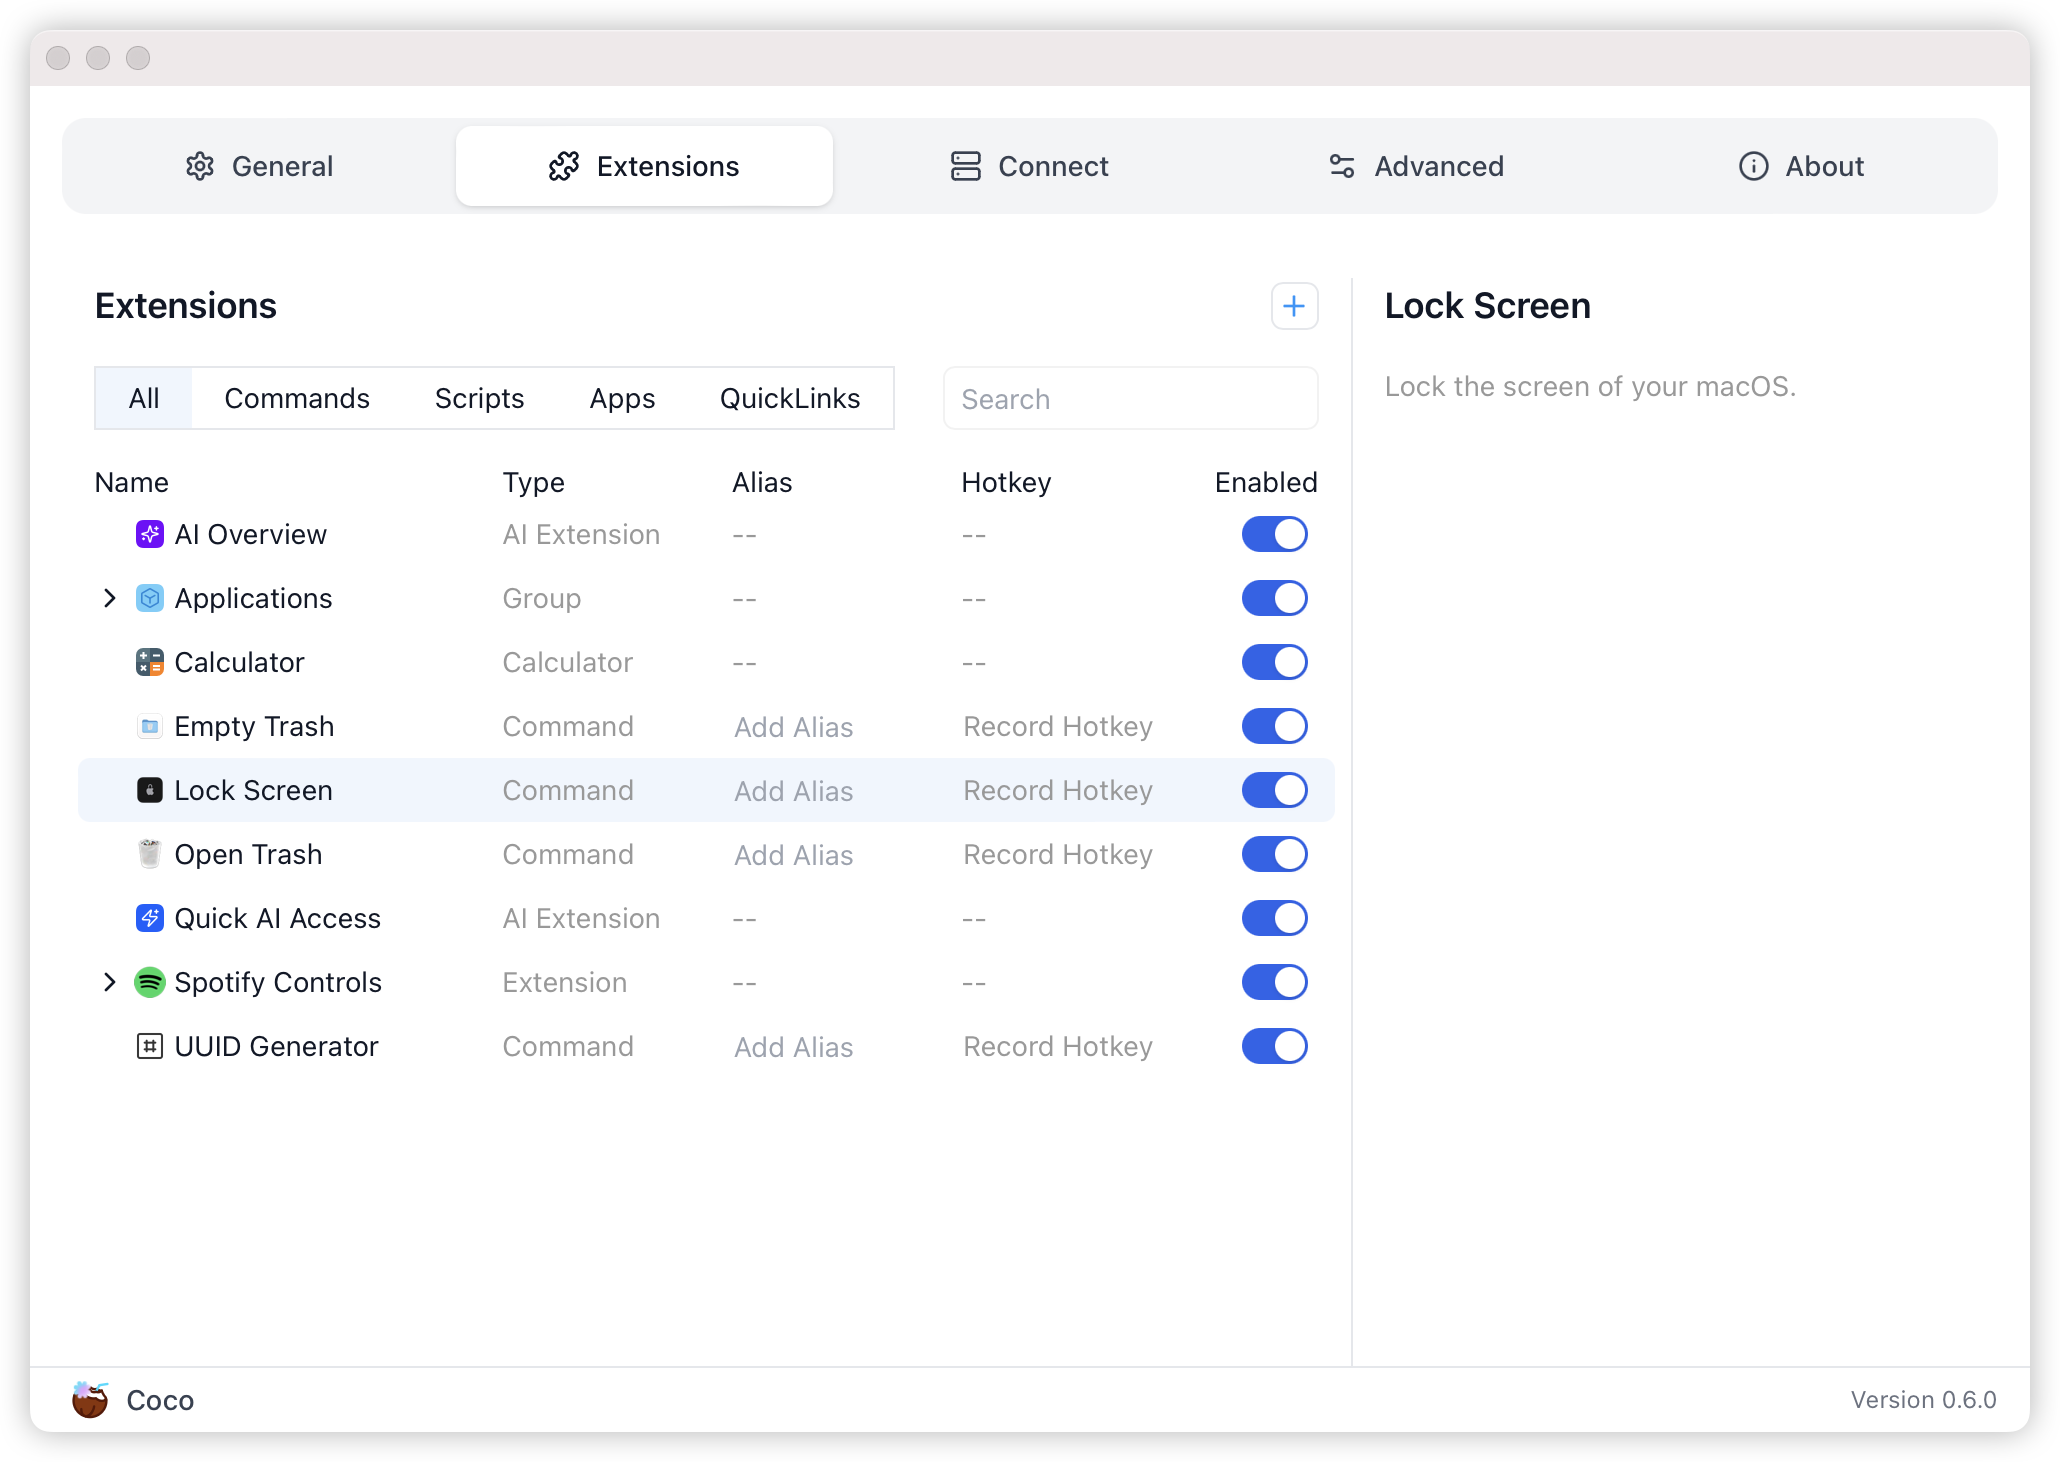 General Extensions Connect Advanced About
Extensions
Lock Screen
All Commands Scripts Apps QuickLinks Search
Lock the screen of your macOS.
Name Type Alias Hotkey Enabled
AI Overview AI Extension -- --
Applications Group -- --
Calculator Calculator -- --
Empty Trash Command Add Alias Record Hotkey
Lock Screen Command Add Alias Record Hotkey
Open Trash Command Add Alias Record Hotkey
Quick AI Access AI Extension -- --
Spotify Controls Extension -- --
UUID Generator Command Add Alias Record Hotkey
Coco
Version 0.6.0